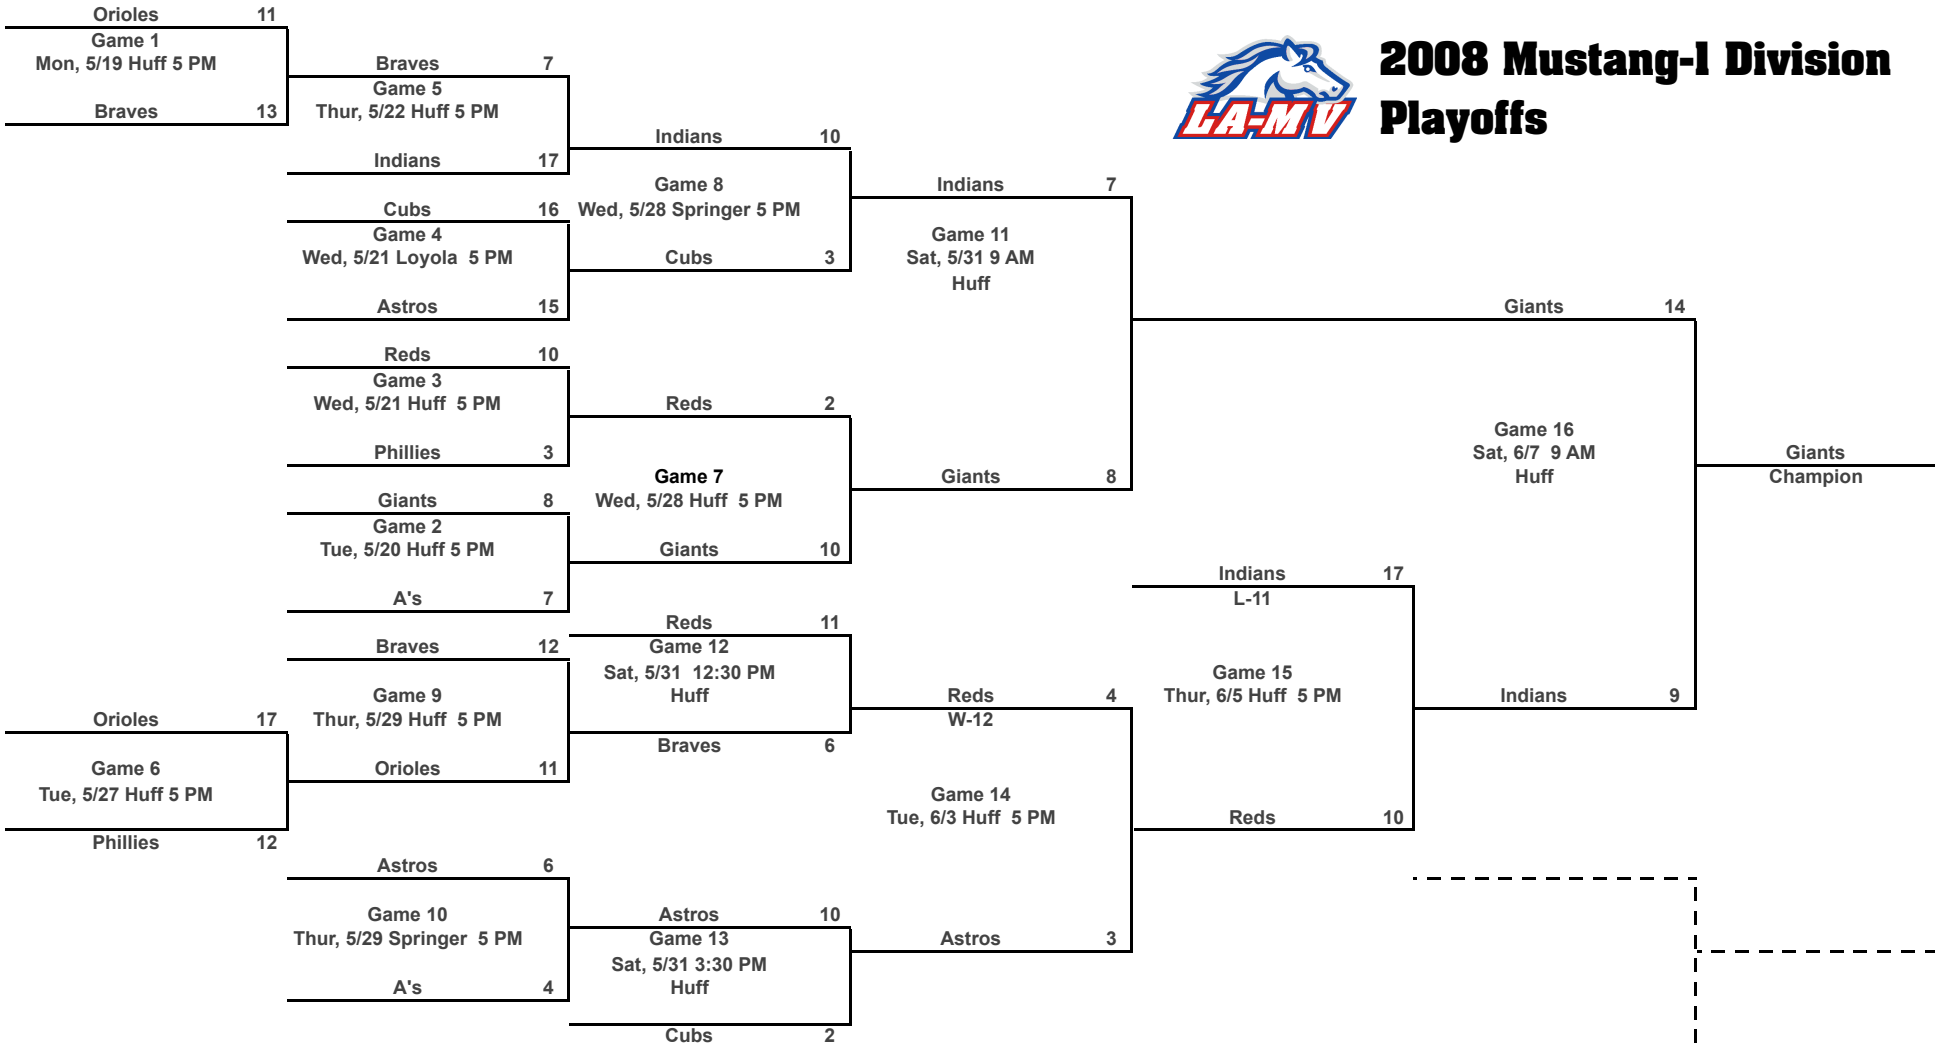 2008 Mustang-1 Division
Playoffs
LA-MV
Orioles 11
Game 1
Mon, 5/19 Huff 5 PM
Braves 13
Braves 7
Game 5
Thur, 5/22 Huff 5 PM
Indians 17
Cubs 16
Game 4
Wed, 5/21 Loyola 5 PM
Astros 15
Reds 10
Game 3
Wed, 5/21 Huff 5 PM
Phillies 3
Giants 8
Game 2
Tue, 5/20 Huff 5 PM
A's 7
Indians 10
Game 8
Wed, 5/28 Springer 5 PM
Cubs 3
Reds 2
Game 7
Wed, 5/28 Huff 5 PM
Giants 10
Indians 7
Game 11
Sat, 5/31 9 AM
Huff
Giants 8
Giants 14
Game 16
Sat, 6/7 9 AM
Huff
Indians 9
Giants
Champion
Orioles 17
Game 6
Tue, 5/27 Huff 5 PM
Phillies 12
Braves 12
Game 9
Thur, 5/29 Huff 5 PM
Orioles 11
Astros 6
Game 10
Thur, 5/29 Springer 5 PM
A's 4
Reds 11
Game 12
Sat, 5/31 12:30 PM
Huff
Braves 6
Astros 10
Game 13
Sat, 5/31 3:30 PM
Huff
Cubs 2
Reds 4
W-12
Game 14
Tue, 6/3 Huff 5 PM
Astros 3
Indians 17
L-11
Game 15
Thur, 6/5 Huff 5 PM
Reds 10